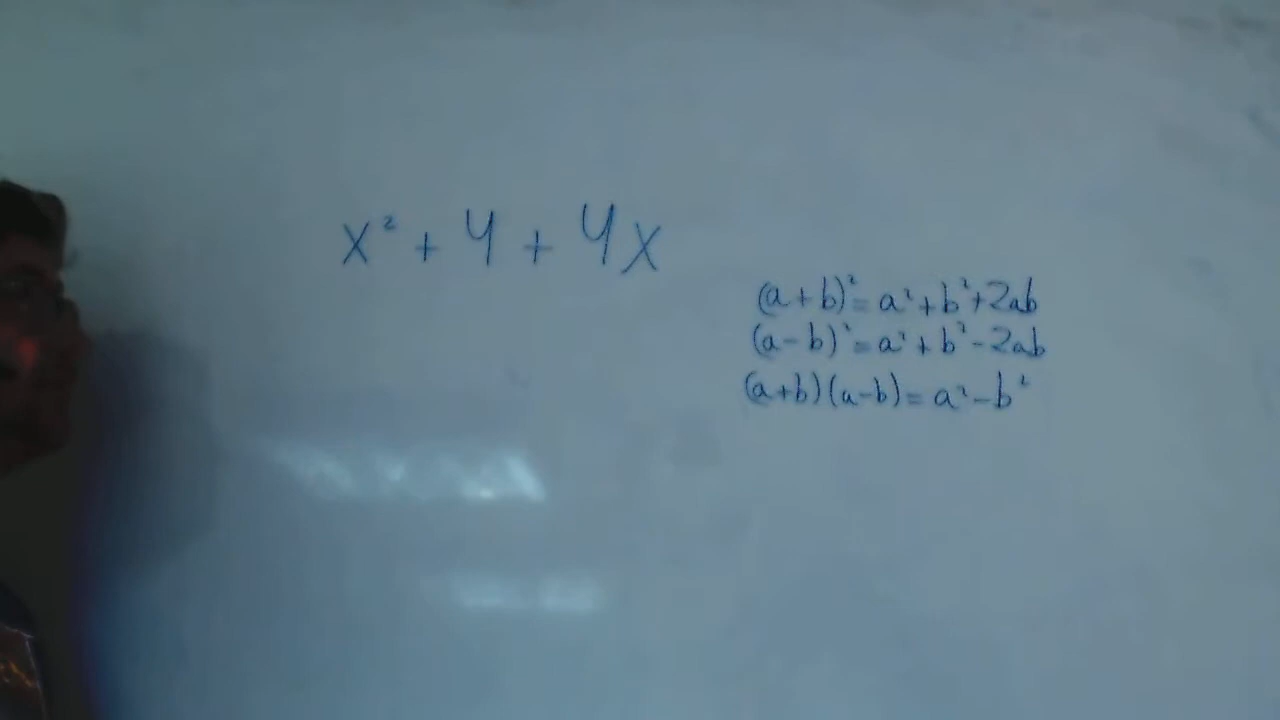 x² + 4 + 4x
(a+b)² = a² + b² + 2ab
(a-b)² = a² + b² - 2ab
(a+b)(a-b) = a² - b²